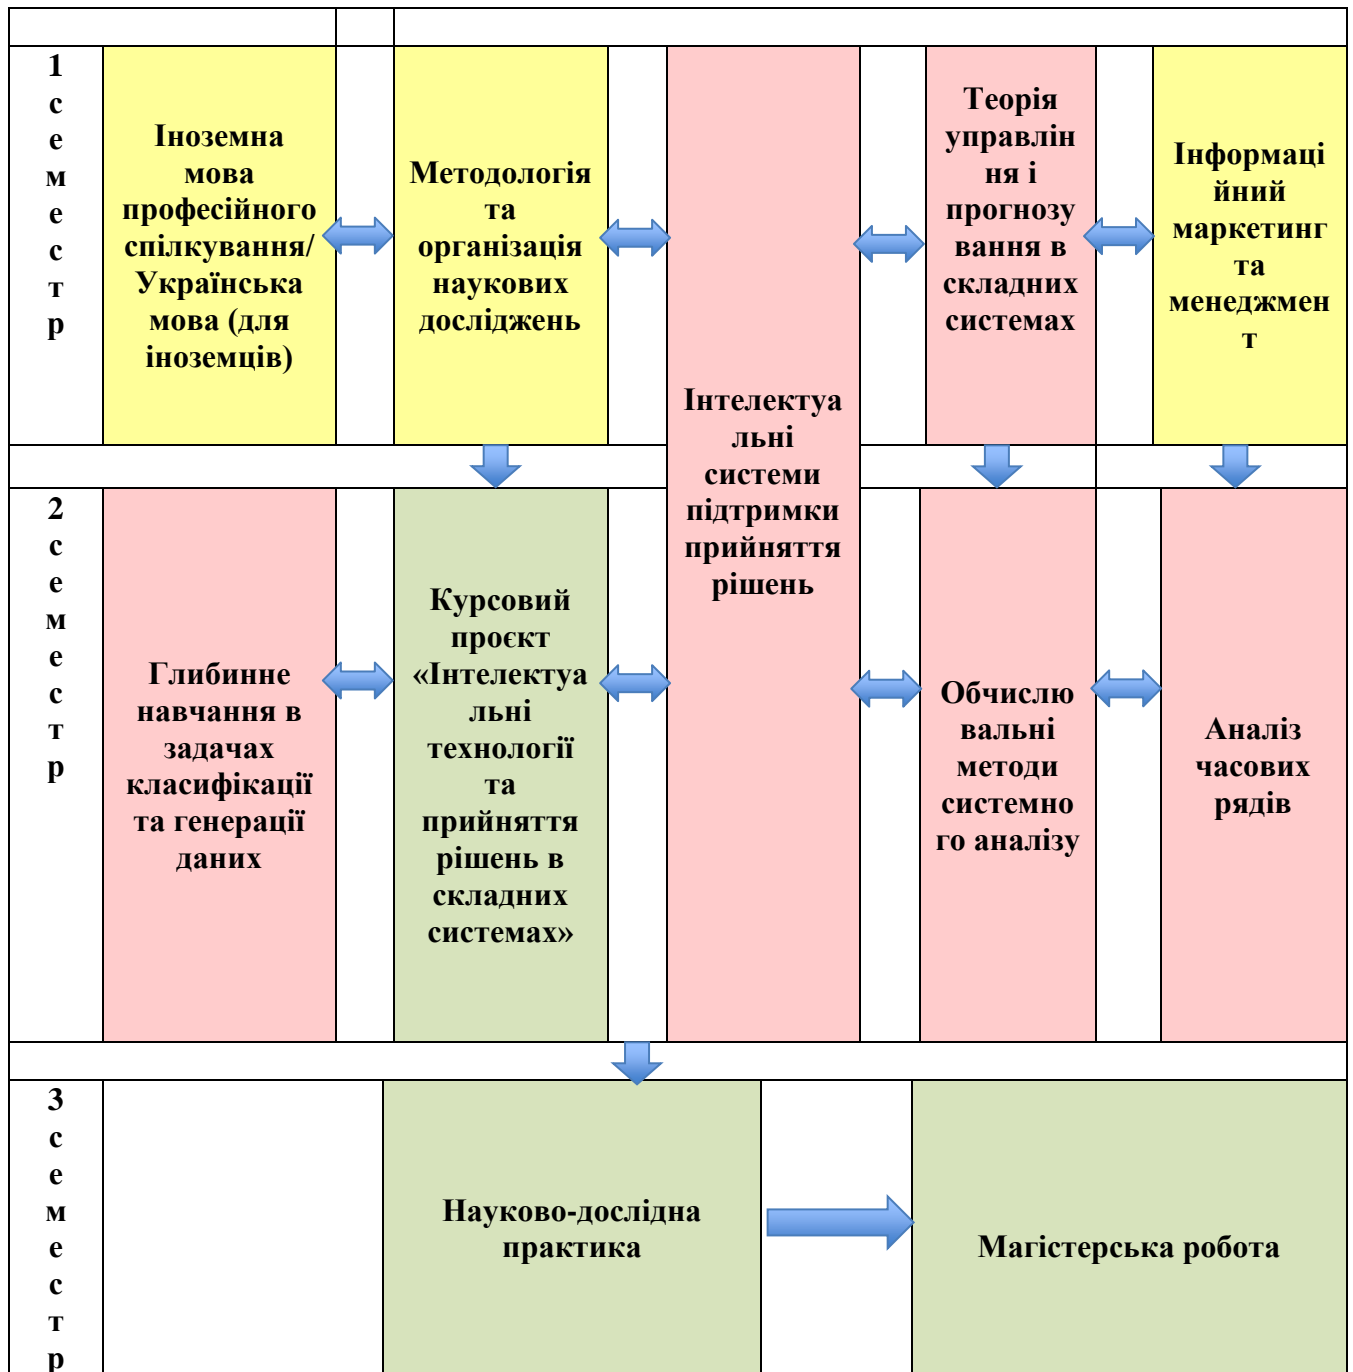 1
с
е
м
е
с
т
р
Іноземна
мова
професійного
спілкування/
Українська
мова (для
іноземців)
Методологія
та
організація
наукових
досліджень
Інтелектуа
льні
системи
підтримки
прийняття
рішень
Теорія
управлін
ня і
прогнозу
вання в
складних
системах
Інформаці
йний
маркетинг
та
менеджмен
т
2
с
е
м
е
с
т
р
Глибинне
навчання в
задачах
класифікації
та генерації
даних
Курсовий
проєкт
«Інтелектуа
льні
технології
та
прийняття
рішень в
складних
системах»
Обчислю
вальні
методи
системно
го аналізу
Аналіз
часових
рядів
3
с
е
м
е
с
т
р
Науково-дослідна
практика
Магістерська робота